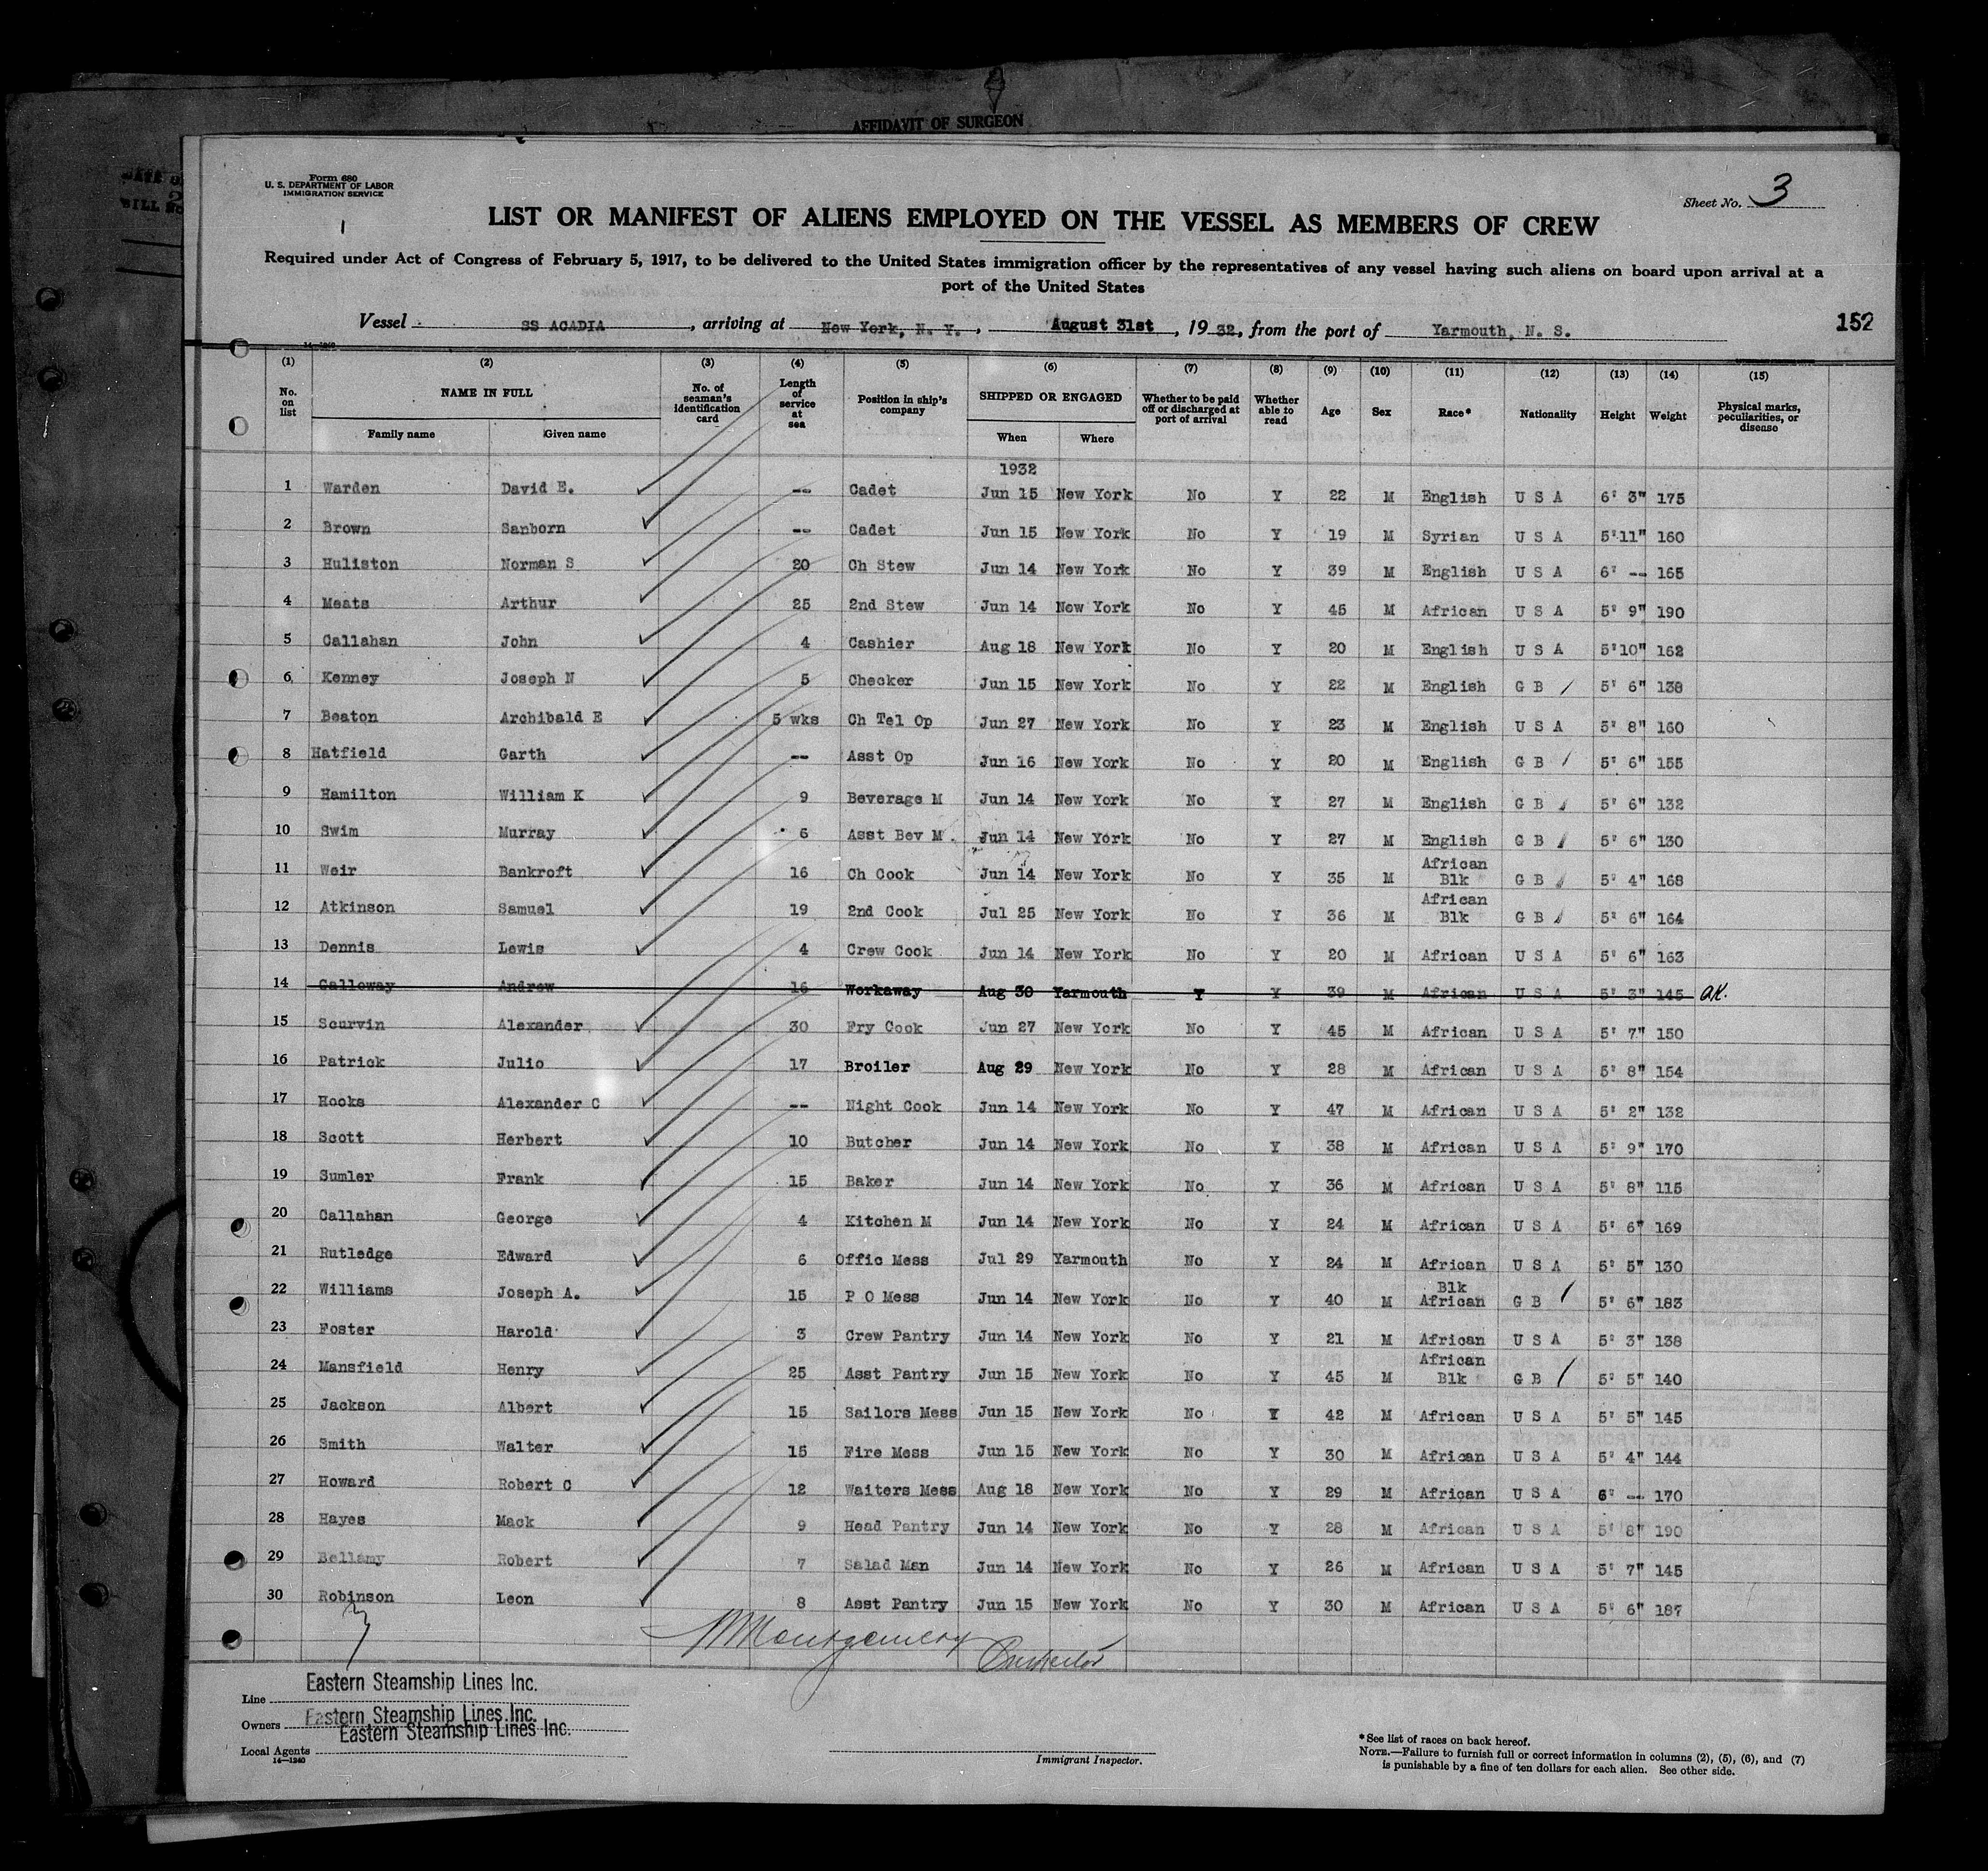 AFFIDAVIT OF SURGEON
Form 680
U. S. DEPARTMENT OF LABOR
IMMIGRATION SERVICE
Sheet No. 3
1
LIST OR MANIFEST OF ALIENS EMPLOYED ON THE VESSEL AS MEMBERS OF CREW
Required under Act of Congress of February 5, 1917, to be delivered to the United States immigration officer by the representatives of any vessel having such aliens on board upon arrival at a
port of the United States
Vessel SS ACADIA, arriving at New York, N. Y., August 31st, 1932, from the port of Yarmouth, N. S. 152
(1) (2) (3) (4) (5) (6) (7) (8) (9) (10) (11) (12) (13) (14) (15)
No. on list NAME IN FULL Family name Given name No. of seaman's identification card Length of service at sea Position in ship's company SHIPPED OR ENGAGED When Where Whether to be paid off or discharged at port of arrival Whether able to read Age Sex Race* Nationality Height Weight Physical marks, peculiarities, or disease
1932
1 Warden David E. -- Cadet Jun 15 New York No Y 22 M English U S A 6' 3" 175
2 Brown Sanborn -- Cadet Jun 15 New York No Y 19 M Syrian U S A 5'11" 160
3 Huliston Norman S 20 Ch Stew Jun 14 New York No Y 39 M English U S A 6' -- 165
4 Meats Arthur 25 2nd Stew Jun 14 New York No Y 45 M African U S A 5' 9" 190
5 Callahan John 4 Cashier Aug 18 New York No Y 20 M English U S A 5'10" 162
6 Kenney Joseph N 5 Checker Jun 15 New York No Y 22 M English G B 5' 6" 138
7 Beaton Archibald E 5 wks Ch Tel Op Jun 27 New York No Y 23 M English U S A 5' 8" 160
8 Hatfield Garth -- Asst Op Jun 16 New York No Y 20 M English G B 5' 6" 155
9 Hamilton William K 9 Beverage M Jun 14 New York No Y 27 M English G B 5' 6" 132
10 Swim Murray 6 Asst Bev M Jun 14 New York No Y 27 M English G B 5' 6" 130
11 Weir Bankroft 16 Ch Cook Jun 14 New York No Y 35 M African Blk G B 5' 4" 168
12 Atkinson Samuel 19 2nd Cook Jul 25 New York No Y 36 M African Blk G B 5' 6" 164
13 Dennis Lewis 4 Crew Cook Jun 14 New York No Y 20 M African U S A 5' 6" 163
14 Galloway Andrew 16 Workaway Aug 30 Yarmouth Y Y 39 M African U S A 5' 3" 145
15 Scurvin Alexander 30 Fry Cook Jun 27 New York No Y 45 M African U S A 5' 7" 150
16 Patrick Julio 17 Broiler Aug 29 New York No Y 28 M African U S A 5' 8" 154
17 Hooks Alexander C -- Night Cook Jun 14 New York No Y 47 M African U S A 5' 2" 132
18 Scott Herbert 10 Butcher Jun 14 New York No Y 38 M African U S A 5' 9" 170
19 Sumler Frank 15 Baker Jun 14 New York No Y 36 M African U S A 5' 8" 115
20 Callahan George 4 Kitchen M Jun 14 New York No Y 24 M African U S A 5' 6" 169
21 Rutledge Edward 6 Offic Mess Jul 29 Yarmouth No Y 24 M African U S A 5' 5" 130
22 Williams Joseph A. 15 P O Mess Jun 14 New York No Y 40 M Blk African G B 5' 6" 183
23 Foster Harold 3 Crew Pantry Jun 14 New York No Y 21 M African U S A 5' 3" 138
24 Mansfield Henry 25 Asst Pantry Jun 15 New York No Y 45 M African Blk G B 5' 5" 140
25 Jackson Albert 15 Sailors Mess Jun 15 New York No Y 42 M African U S A 5' 5" 145
26 Smith Walter 15 Fire Mess Jun 15 New York No Y 30 M African U S A 5' 4" 144
27 Howard Robert C 12 Waiters Mess Aug 18 New York No Y 29 M African U S A 6' -- 170
28 Hayes Mack 9 Head Pantry Jun 14 New York No Y 28 M African U S A 5' 8" 190
29 Bellamy Robert 7 Salad Man Jun 14 New York No Y 26 M African U S A 5' 7" 145
30 Robinson Leon 8 Asst Pantry Jun 15 New York No Y 30 M African U S A 5' 6" 187
Montgomery
Inspector
Line Eastern Steamship Lines Inc.
Owners Eastern Steamship Lines Inc.
Eastern Steamship Lines Inc.
Local Agents
14—1240
Immigrant Inspector.
*See list of races on back hereof.
NOTE.—Failure to furnish full or correct information in columns (2), (5), (6), and (7)
is punishable by a fine of ten dollars for each alien. See other side.